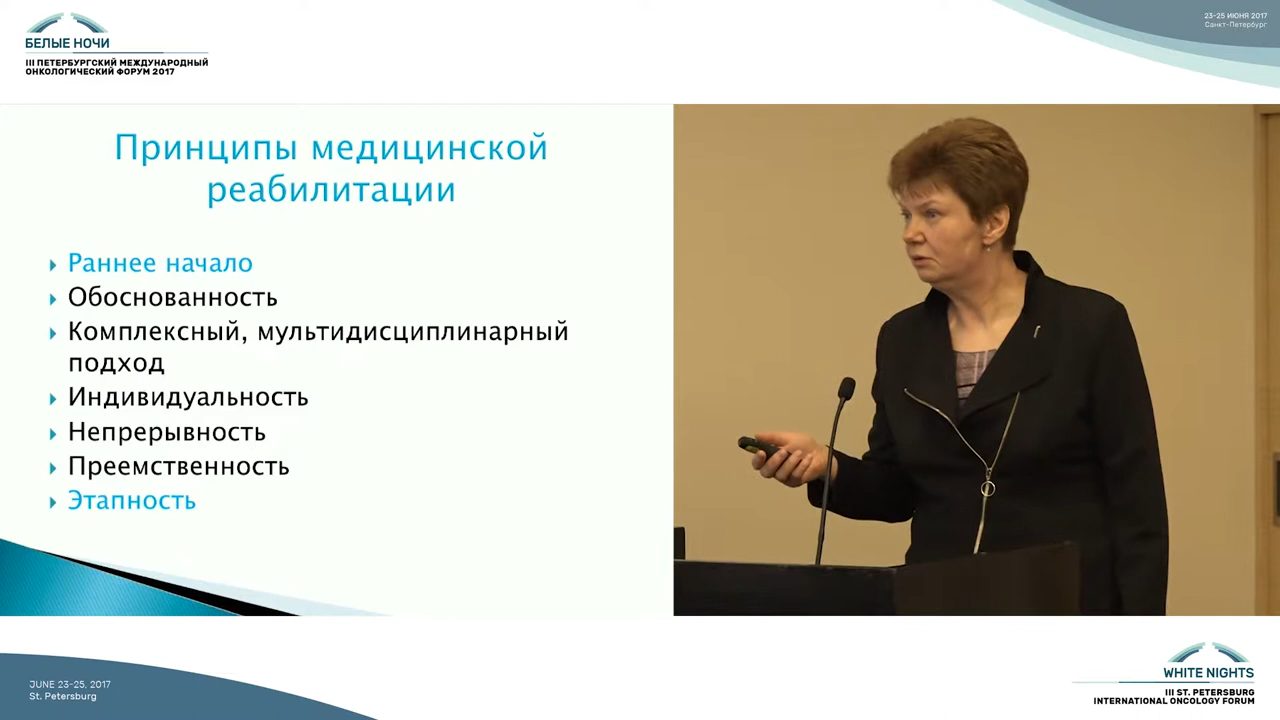 БЕЛЫЕ НОЧИ
III ПЕТЕРБУРГСКИЙ МЕЖДУНАРОДНЫЙ
ОНКОЛОГИЧЕСКИЙ ФОРУМ 2017
23-25 ИЮНЯ 2017
Санкт-Петербург
Принципы медицинской
реабилитации
Раннее начало
Обоснованность
Комплексный, мультидисциплинарный
подход
Индивидуальность
Непрерывность
Преемственность
Этапность
JUNE 23-25, 2017
St. Petersburg
WHITE NIGHTS
III ST. PETERSBURG
INTERNATIONAL ONCOLOGY FORUM